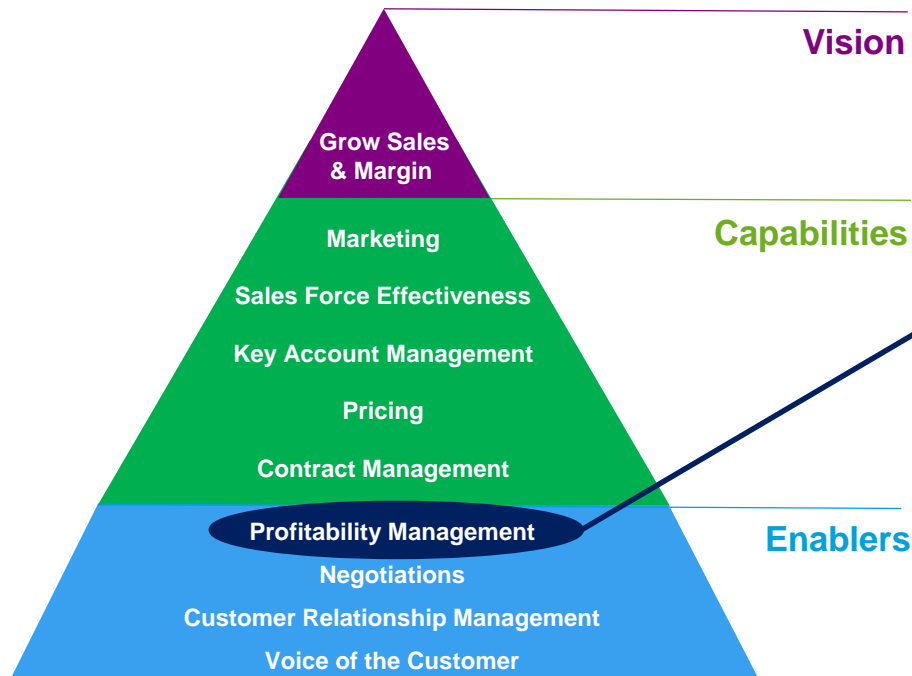 Vision
Grow Sales
& Margin
Capabilities
Marketing
Sales Force Effectiveness
Key Account Management
Pricing
Contract Management
Enablers
Profitability Management
Negotiations
Customer Relationship Management
Voice of the Customer